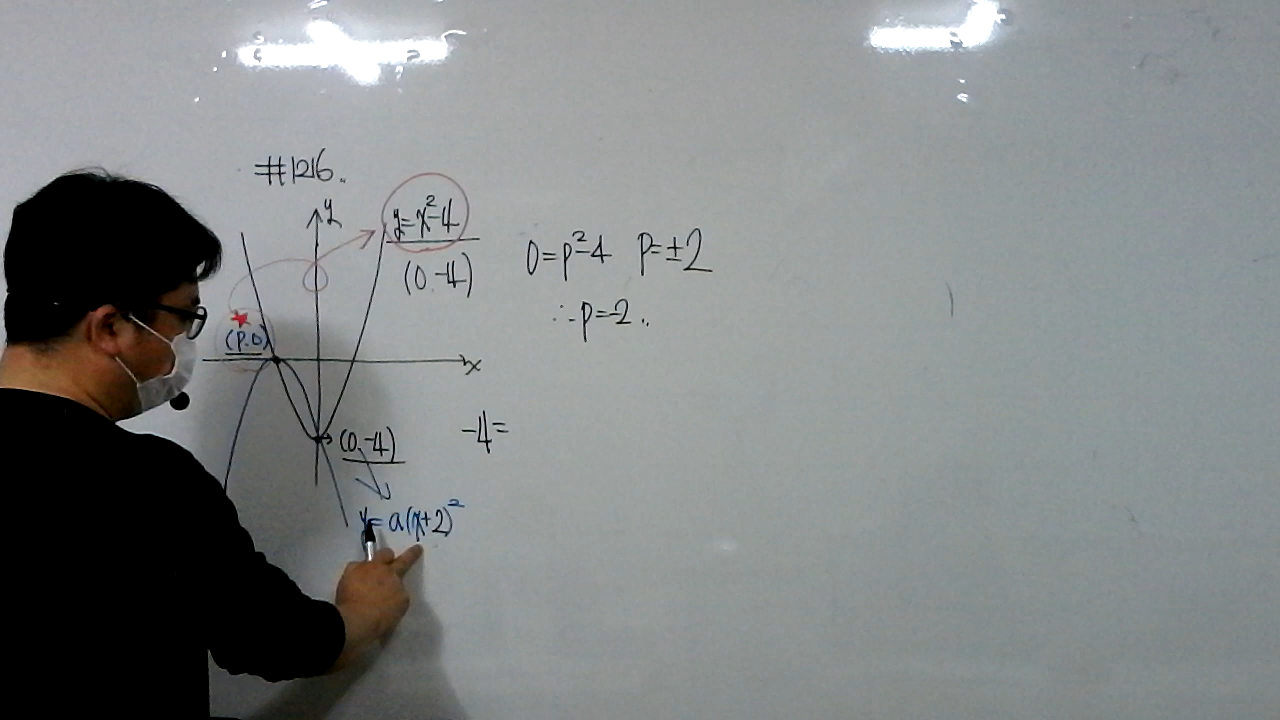 #1216.
y
y=x²-4
(0.-4)
0=p²-4 p=±2
∴p=-2..
(p.0)
x
(0,-4)
-4=
y=a(x+2)²